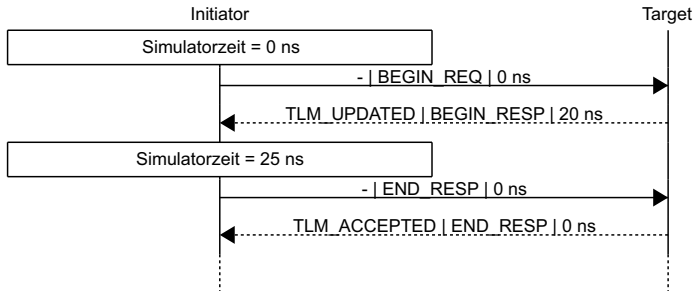 Initiator
Target
Simulatorzeit = 0 ns
- | BEGIN_REQ | 0 ns
TLM_UPDATED | BEGIN_RESP | 20 ns
Simulatorzeit = 25 ns
- | END_RESP | 0 ns
TLM_ACCEPTED | END_RESP | 0 ns